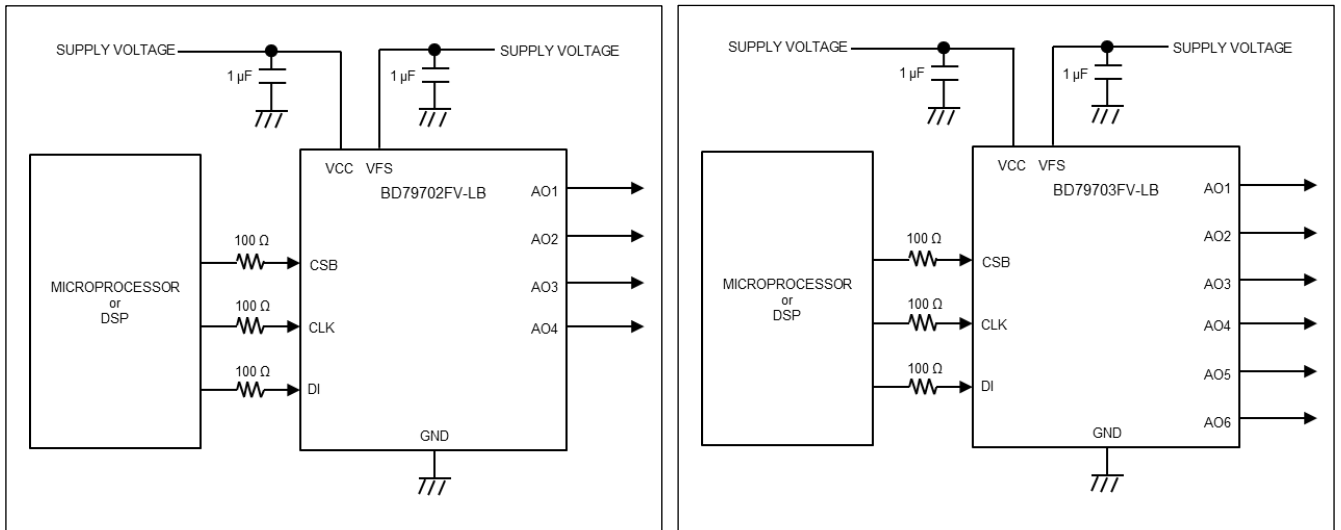 SUPPLY VOLTAGE
SUPPLY VOLTAGE
1 µF
1 µF
VCC
VFS
BD79702FV-LB
MICROPROCESSOR
or
DSP
100 Ω
CSB
100 Ω
CLK
100 Ω
DI
AO1
AO2
AO3
AO4
GND
SUPPLY VOLTAGE
SUPPLY VOLTAGE
1 µF
1 µF
VCC
VFS
BD79703FV-LB
MICROPROCESSOR
or
DSP
100 Ω
CSB
100 Ω
CLK
100 Ω
DI
AO1
AO2
AO3
AO4
AO5
AO6
GND